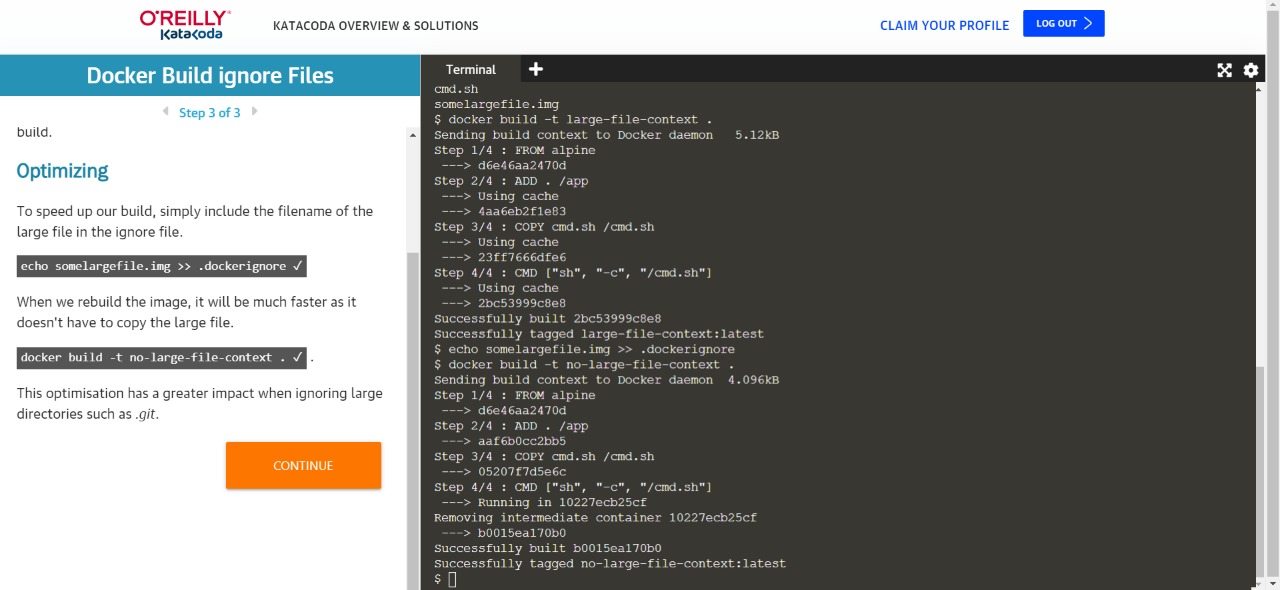 O'REILLY®
Katacoda
KATACODA OVERVIEW & SOLUTIONS
CLAIM YOUR PROFILE
LOG OUT
Docker Build ignore Files
Step 3 of 3
build.
Optimizing
To speed up our build, simply include the filename of the
large file in the ignore file.
echo somelargefile.img >> .dockerignore ✓
When we rebuild the image, it will be much faster as it
doesn't have to copy the large file.
docker build -t no-large-file-context . ✓ .
This optimisation has a greater impact when ignoring large
directories such as .git.
CONTINUE
Terminal
cmd.sh
somelargefile.img
$ docker build -t large-file-context .
Sending build context to Docker daemon   5.12kB
Step 1/4 : FROM alpine
 ---> d6e46aa2470d
Step 2/4 : ADD . /app
 ---> Using cache
 ---> 4aa6eb2f1e83
Step 3/4 : COPY cmd.sh /cmd.sh
 ---> Using cache
 ---> 23ff7666dfe6
Step 4/4 : CMD ["sh", "-c", "/cmd.sh"]
 ---> Using cache
 ---> 2bc53999c8e8
Successfully built 2bc53999c8e8
Successfully tagged large-file-context:latest
$ echo somelargefile.img >> .dockerignore
$ docker build -t no-large-file-context .
Sending build context to Docker daemon  4.096kB
Step 1/4 : FROM alpine
 ---> d6e46aa2470d
Step 2/4 : ADD . /app
 ---> aaf6b0cc2bb5
Step 3/4 : COPY cmd.sh /cmd.sh
 ---> 05207f7d5e6c
Step 4/4 : CMD ["sh", "-c", "/cmd.sh"]
 ---> Running in 10227ecb25cf
Removing intermediate container 10227ecb25cf
 ---> b0015ea170b0
Successfully built b0015ea170b0
Successfully tagged no-large-file-context:latest
$